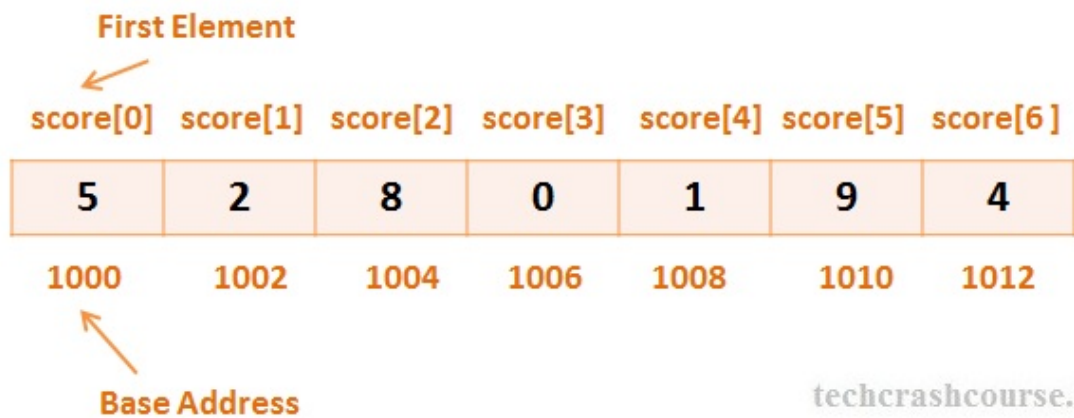 First Element
score[0] score[1] score[2] score[3] score[4] score[5] score[6 ]
5 2 8 0 1 9 4
1000 1002 1004 1006 1008 1010 1012
Base Address
techcrashcourse.